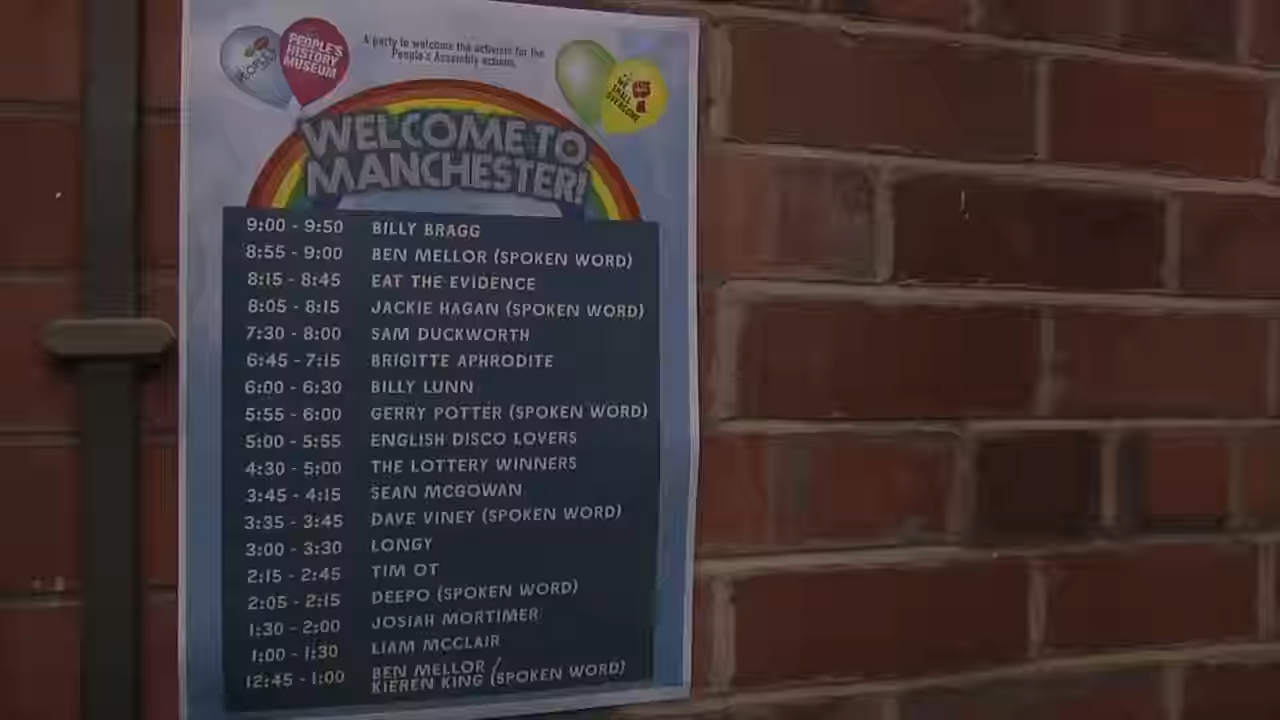 PEOPLE'S
PEOPLE'S
HISTORY
MUSEUM
A party to welcome the activists for the
People's Assembly actions.
WE
SHALL
OVERCOME
WELCOME TO
MANCHESTER!
9:00 - 9:50 BILLY BRAGG
8:55 - 9:00 BEN MELLOR (SPOKEN WORD)
8:15 - 8:45 EAT THE EVIDENCE
8:05 - 8:15 JACKIE HAGAN (SPOKEN WORD)
7:30 - 8:00 SAM DUCKWORTH
6:45 - 7:15 BRIGITTE APHRODITE
6:00 - 6:30 BILLY LUNN
5:55 - 6:00 GERRY POTTER (SPOKEN WORD)
5:00 - 5:55 ENGLISH DISCO LOVERS
4:30 - 5:00 THE LOTTERY WINNERS
3:45 - 4:15 SEAN MCGOWAN
3:35 - 3:45 DAVE VINEY (SPOKEN WORD)
3:00 - 3:30 LONGY
2:15 - 2:45 TIM OT
2:05 - 2:15 DEEPO (SPOKEN WORD)
1:30 - 2:00 JOSIAH MORTIMER
1:00 - 1:30 LIAM MCCLAIR
12:45 - 1:00 BEN MELLOR /
KIEREN KING (SPOKEN WORD)